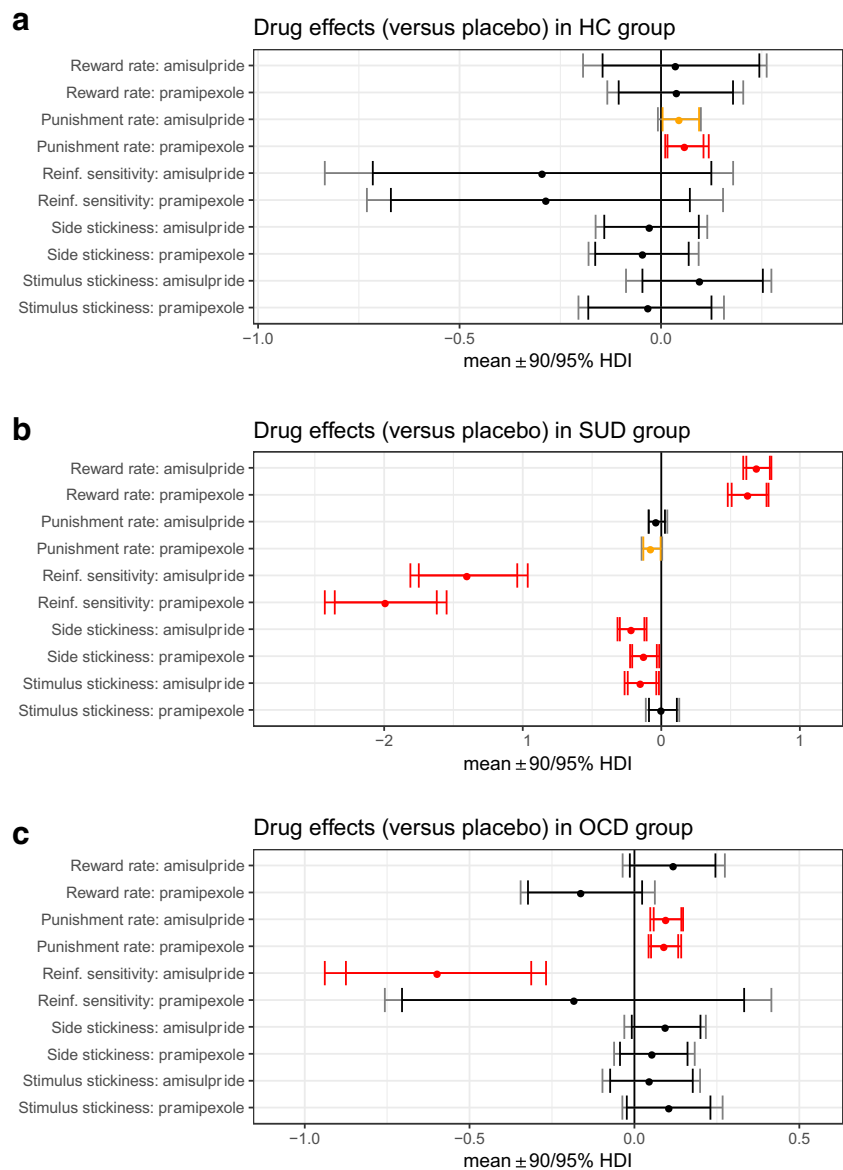 a
Drug effects (versus placebo) in HC group
Reward rate: amisulpride
Reward rate: pramipexole
Punishment rate: amisulpride
Punishment rate: pramipexole
Reinf. sensitivity: amisulpride
Reinf. sensitivity: pramipexole
Side stickiness: amisulpride
Side stickiness: pramipexole
Stimulus stickiness: amisulpride
Stimulus stickiness: pramipexole
−1.0 −0.5 0.0
mean ± 90/95% HDI
b
Drug effects (versus placebo) in SUD group
Reward rate: amisulpride
Reward rate: pramipexole
Punishment rate: amisulpride
Punishment rate: pramipexole
Reinf. sensitivity: amisulpride
Reinf. sensitivity: pramipexole
Side stickiness: amisulpride
Side stickiness: pramipexole
Stimulus stickiness: amisulpride
Stimulus stickiness: pramipexole
−2 1 0 1
mean ± 90/95% HDI
c
Drug effects (versus placebo) in OCD group
Reward rate: amisulpride
Reward rate: pramipexole
Punishment rate: amisulpride
Punishment rate: pramipexole
Reinf. sensitivity: amisulpride
Reinf. sensitivity: pramipexole
Side stickiness: amisulpride
Side stickiness: pramipexole
Stimulus stickiness: amisulpride
Stimulus stickiness: pramipexole
−1.0 −0.5 0.0 0.5
mean ± 90/95% HDI